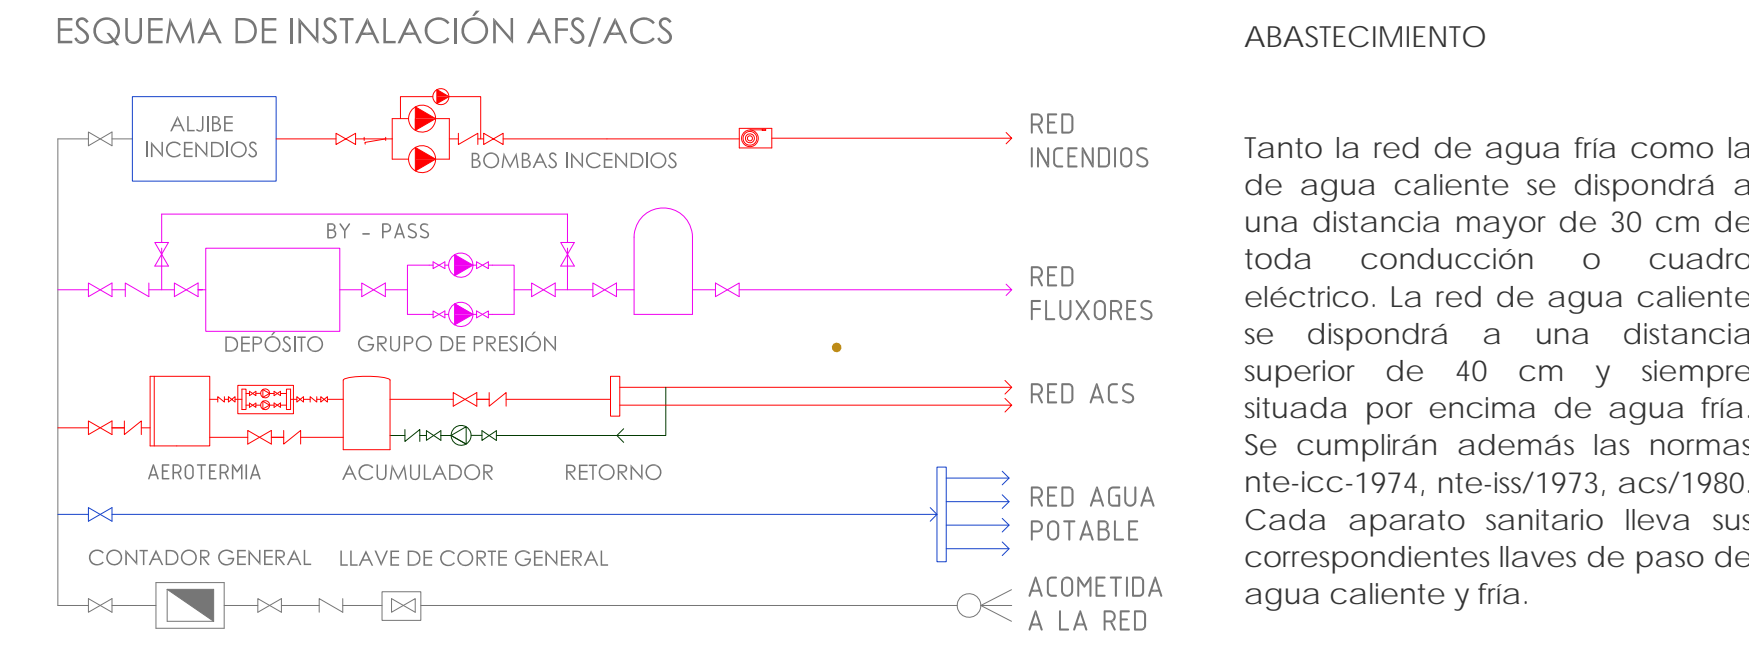 ESQUEMA DE INSTALACIÓN AFS/ACS
ALJIBE
INCENDIOS
BOMBAS INCENDIOS
RED
INCENDIOS
BY - PASS
DEPÓSITO
GRUPO DE PRESIÓN
RED
FLUXORES
AEROTERMIA
ACUMULADOR
RETORNO
RED ACS
RED AGUA
POTABLE
CONTADOR GENERAL
LLAVE DE CORTE GENERAL
ACOMETIDA
A LA RED
ABASTECIMIENTO
Tanto la red de agua fría como la
de agua caliente se dispondrá a
una distancia mayor de 30 cm de
toda conducción o cuadro
eléctrico. La red de agua caliente
se dispondrá a una distancia
superior de 40 cm y siempre
situada por encima de agua fría.
Se cumplirán además las normas
nte-icc-1974, nte-iss/1973, acs/1980.
Cada aparato sanitario lleva sus
correspondientes llaves de paso de
agua caliente y fría.